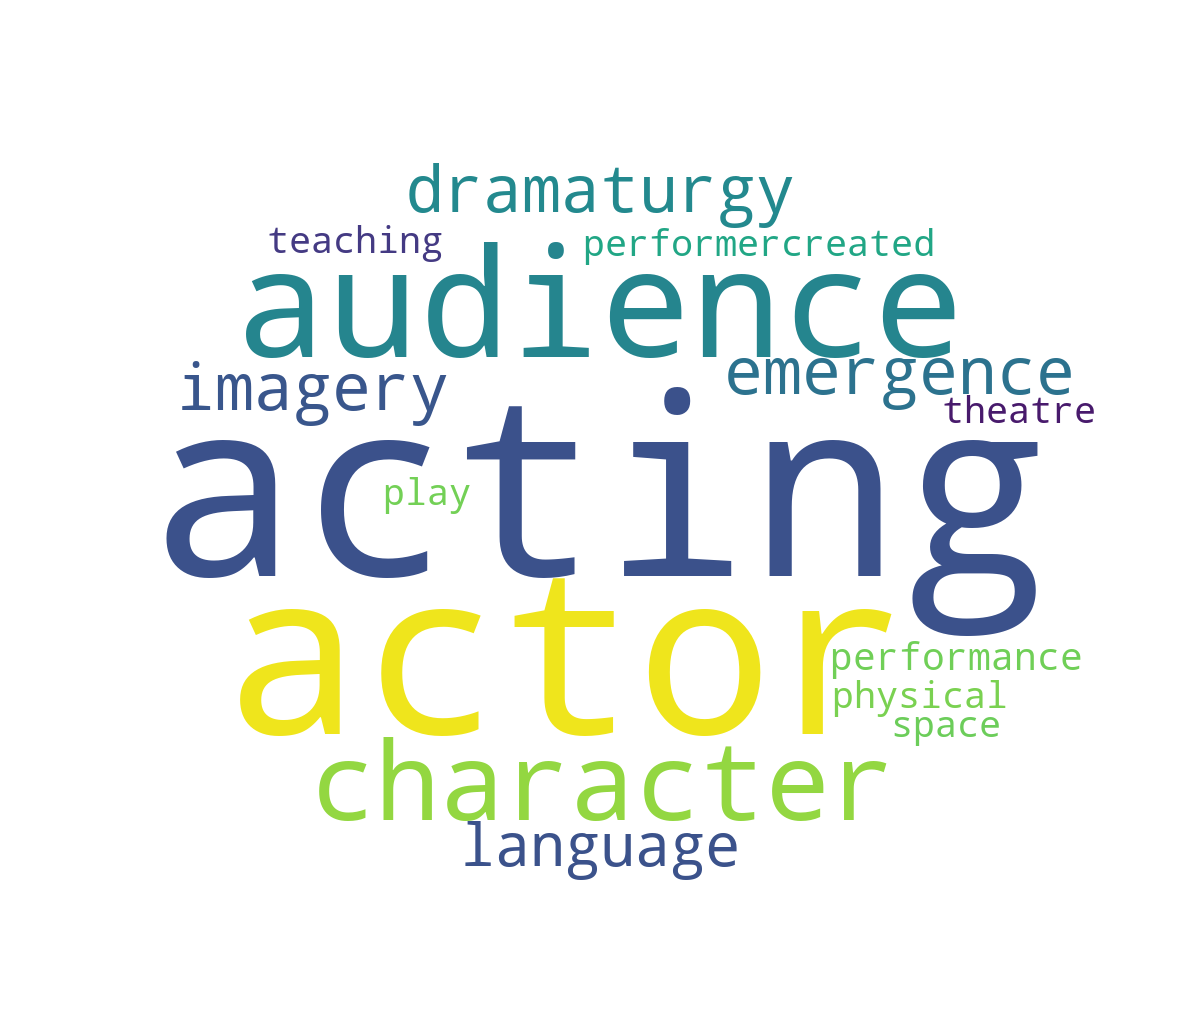 dramaturgy
teaching
performercreated
audience
emergence
imagery
theatre
acting
play
actor
performance
physical
space
character
language